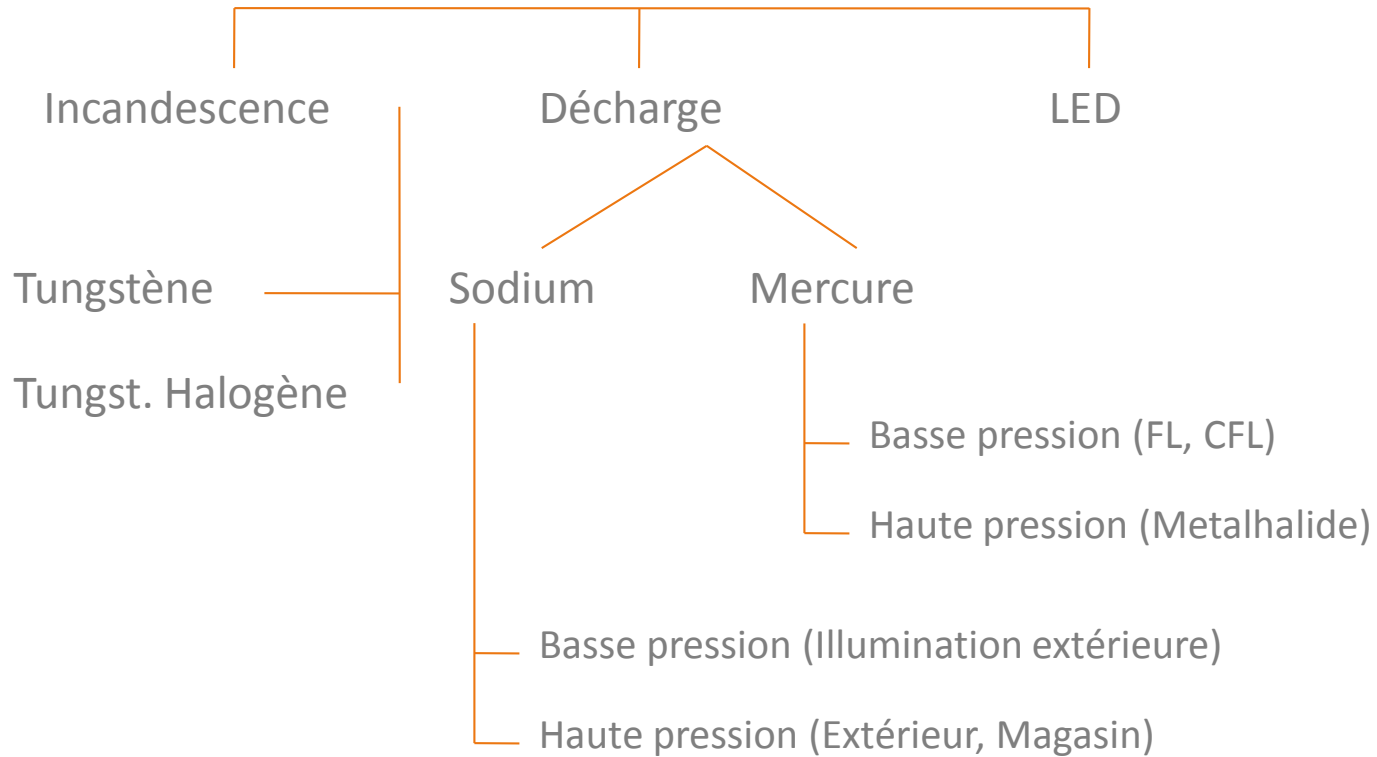 Incandescence
Décharge
LED
Tungstène
Sodium
Mercure
Tungst. Halogène
Basse pression (FL, CFL)
Haute pression (Metalhalide)
Basse pression (Illumination extérieure)
Haute pression (Extérieur, Magasin)